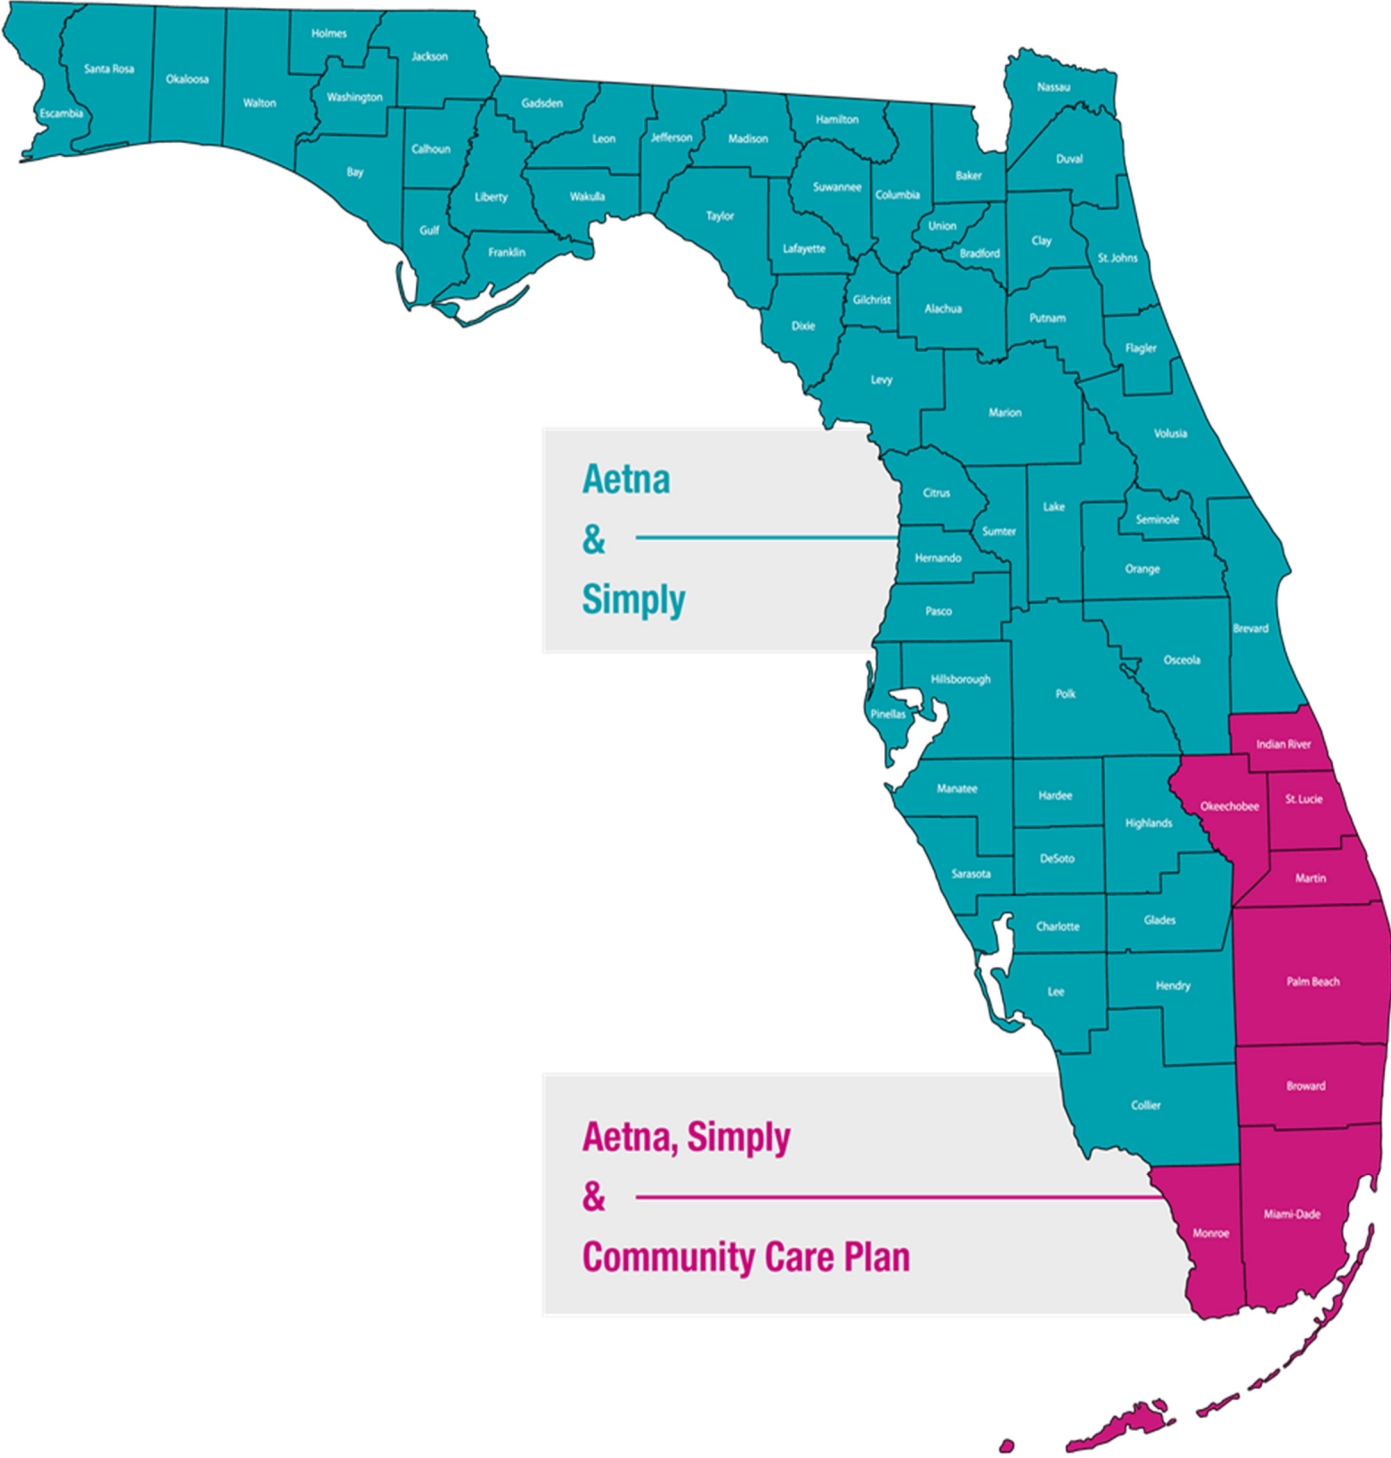 Holmes
Jackson
Santa Rosa
Okaloosa
Walton
Washington
Escambia
Gadsden
Nassau
Hamilton
Leon
Jefferson
Madison
Calhoun
Duval
Bay
Baker
Suwannee
Columbia
Liberty
Wakulla
Taylor
Union
Gulf
Clay
Lafayette
Franklin
Bradford
St. Johns
Gilchrist
Alachua
Putnam
Dixie
Flagler
Levy
Marion
Volusia
Aetna
&
Simply
Citrus
Lake
Seminole
Sumter
Hernando
Orange
Pasco
Brevard
Osceola
Hillsborough
Polk
Pinellas
Indian River
Manatee
Hardee
St. Lucie
Okeechobee
Highlands
DeSoto
Sarasota
Martin
Glades
Charlotte
Palm Beach
Hendry
Lee
Broward
Collier
Aetna, Simply
&
Community Care Plan
Miami-Dade
Monroe